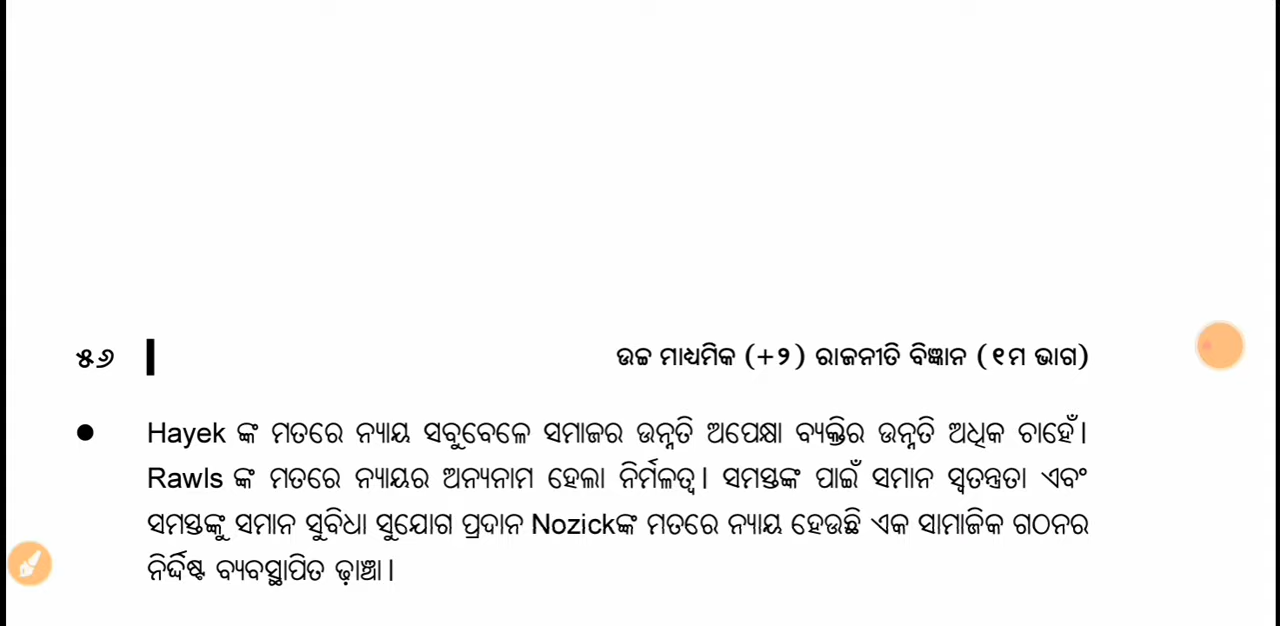 ୫୬ ଉଚ୍ଚ ମାଧ୍ୟମିକ (+୨) ରାଜନୀତି ବିଜ୍ଞାନ (୧ମ ଭାଗ)
● Hayek ଙ୍କ ମତରେ ନ୍ୟାୟ ସବୁବେଳେ ସମାଜର ଉନ୍ନତି ଅପେକ୍ଷା ବ୍ୟକ୍ତିର ଉନ୍ନତି ଅଧିକ ଚାହେଁ।
Rawls ଙ୍କ ମତରେ ନ୍ୟାୟର ଅନ୍ୟନାମ ହେଲା ନିର୍ମଳତ୍ୱ। ସମସ୍ତଙ୍କ ପାଇଁ ସମାନ ସ୍ୱତନ୍ତ୍ରତା ଏବଂ
ସମସ୍ତଙ୍କୁ ସମାନ ସୁବିଧା ସୁଯୋଗ ପ୍ରଦାନ Nozickଙ୍କ ମତରେ ନ୍ୟାୟ ହେଉଛି ଏକ ସାମାଜିକ ଗଠନର
ନିର୍ଦ୍ଦିଷ୍ଟ ବ୍ୟବସ୍ଥାପିତ ଢ଼ାଞ୍ଚା।